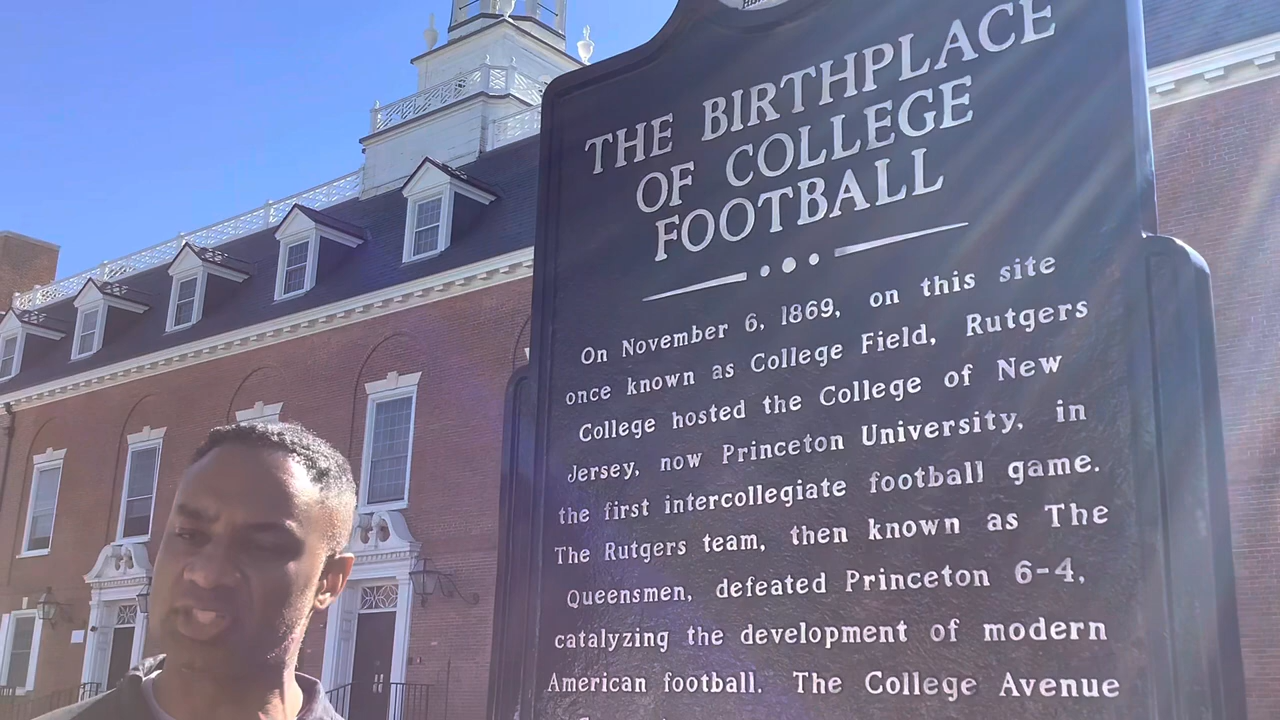 THE BIRTHPLACE
OF COLLEGE
FOOTBALL
On November 6, 1869, on this site
once known as College Field, Rutgers
College hosted the College of New
Jersey, now Princeton University, in
the first intercollegiate football game.
The Rutgers team, then known as The
Queensmen, defeated Princeton 6-4,
catalyzing the development of modern
American football. The College Avenue